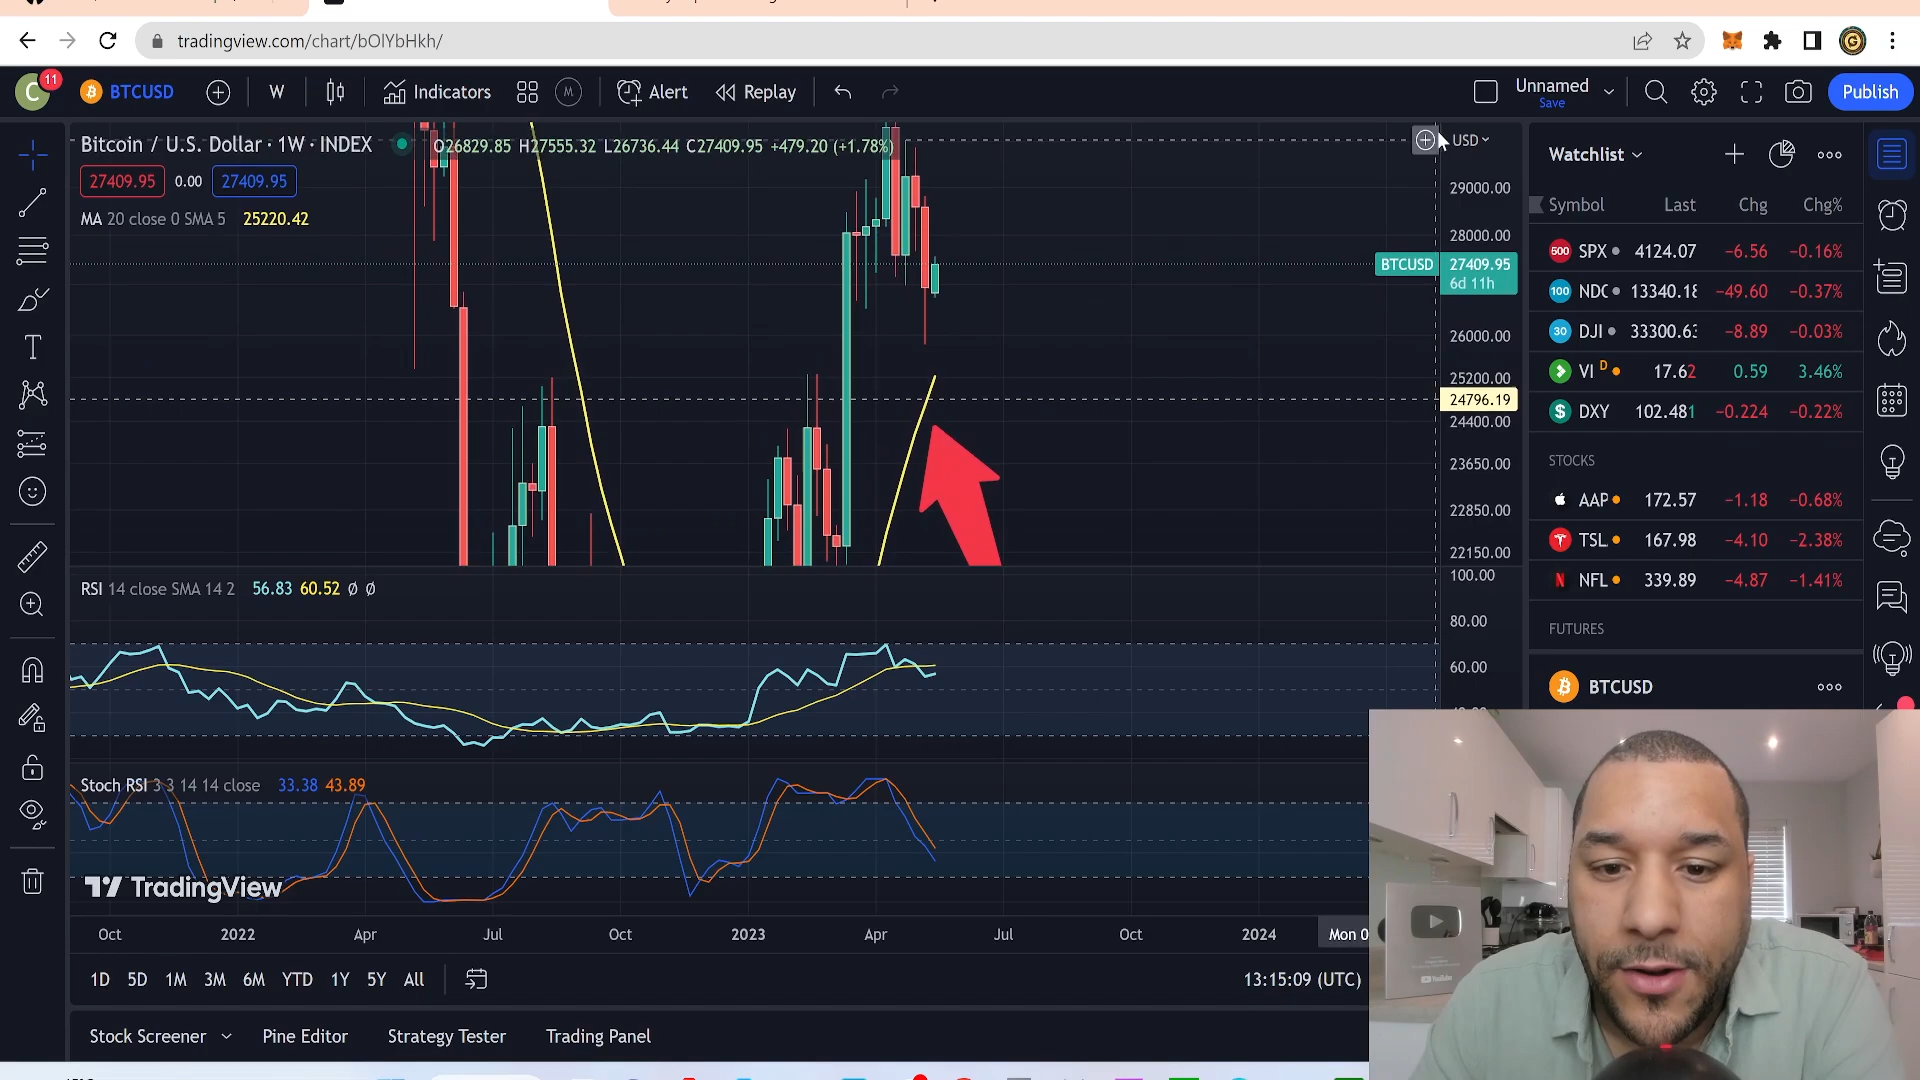 tradingview.com/chart/bOlYbHkh/
C 11 BTCUSD W Indicators M Alert Replay Unnamed Save Publish
Bitcoin / U.S. Dollar · 1W · INDEX O26829.85 H27555.32 L26736.44 C27409.95 +479.20 (+1.78%)
27409.95 0.00 27409.95
MA 20 close 0 SMA 5 25220.42
USD
29000.00
28000.00
BTCUSD 27409.95
6d 11h
26000.00
25200.00
24796.19
24400.00
23650.00
22850.00
22150.00
RSI 14 close SMA 14 2 56.83 60.52 Ø Ø
100.00
80.00
60.00
Stoch RSI 3 3 14 14 close 33.38 43.89
TradingView
Oct 2022 Apr Jul Oct 2023 Apr Jul Oct 2024 Mon 0
1D 5D 1M 3M 6M YTD 1Y 5Y All 13:15:09 (UTC)
Stock Screener Pine Editor Strategy Tester Trading Panel
Watchlist
Symbol Last Chg Chg%
500 SPX 4124.07 −6.56 −0.16%
100 NDC 13340.18 −49.60 −0.37%
30 DJI 33300.63 −8.89 −0.03%
VI D 17.62 0.59 3.46%
$ DXY 102.481 −0.224 −0.22%
STOCKS
AAP 172.57 −1.18 −0.68%
TSL 167.98 −4.10 −2.38%
N NFL 339.89 −4.87 −1.41%
FUTURES
BTCUSD
YouTube